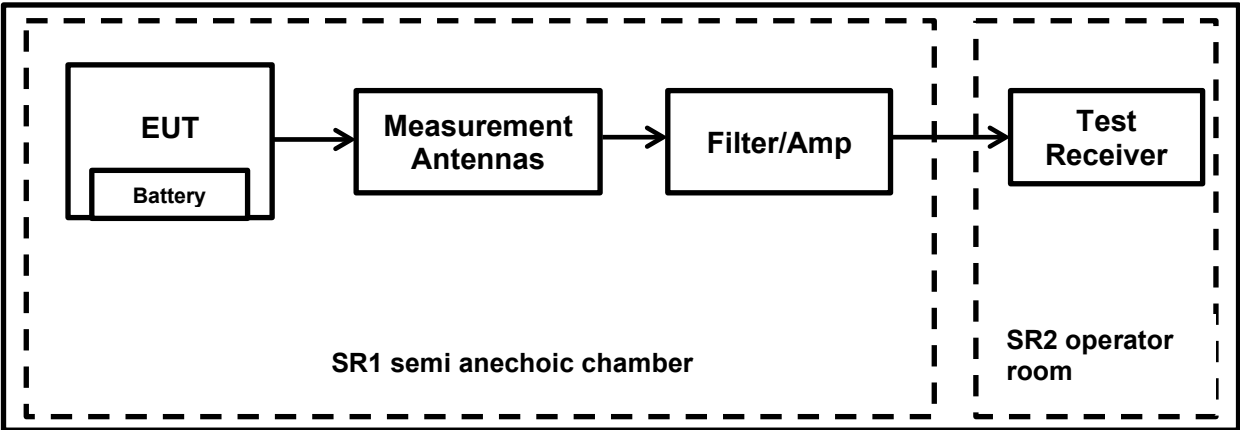 EUT
Battery
Measurement
Antennas
Filter/Amp
Test
Receiver
SR1 semi anechoic chamber
SR2 operator
room